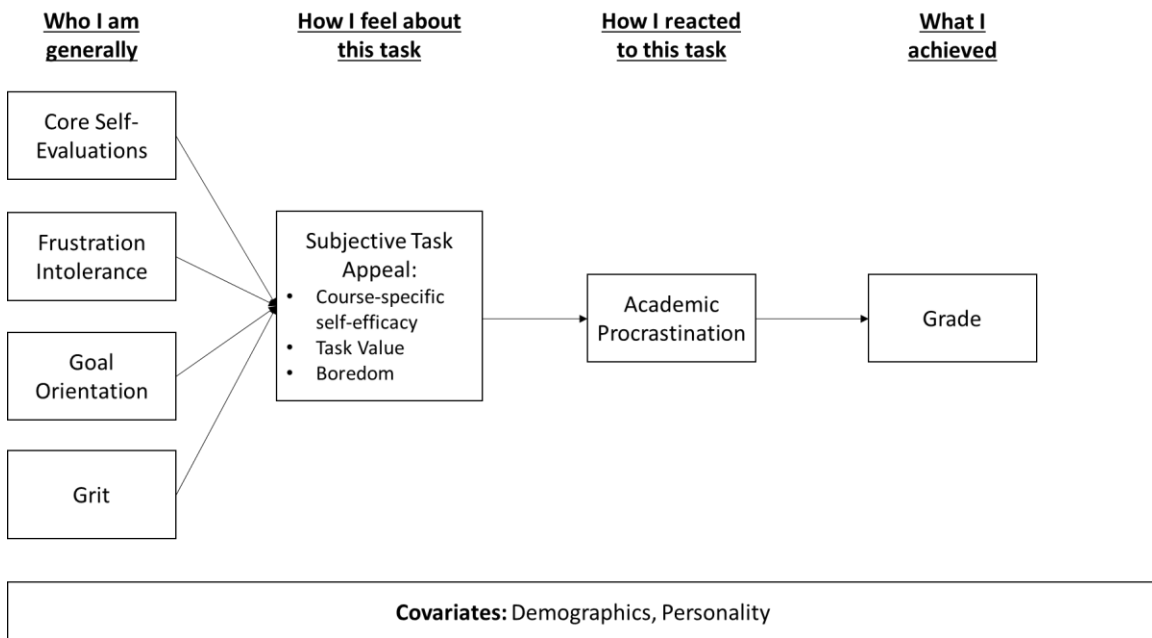 Who I am
generally
How I feel about
this task
How I reacted
to this task
What I
achieved
Core Self-
Evaluations
Frustration
Intolerance
Goal
Orientation
Grit
Subjective Task
Appeal:
• Course-specific
self-efficacy
• Task Value
• Boredom
Academic
Procrastination
Grade
Covariates: Demographics, Personality